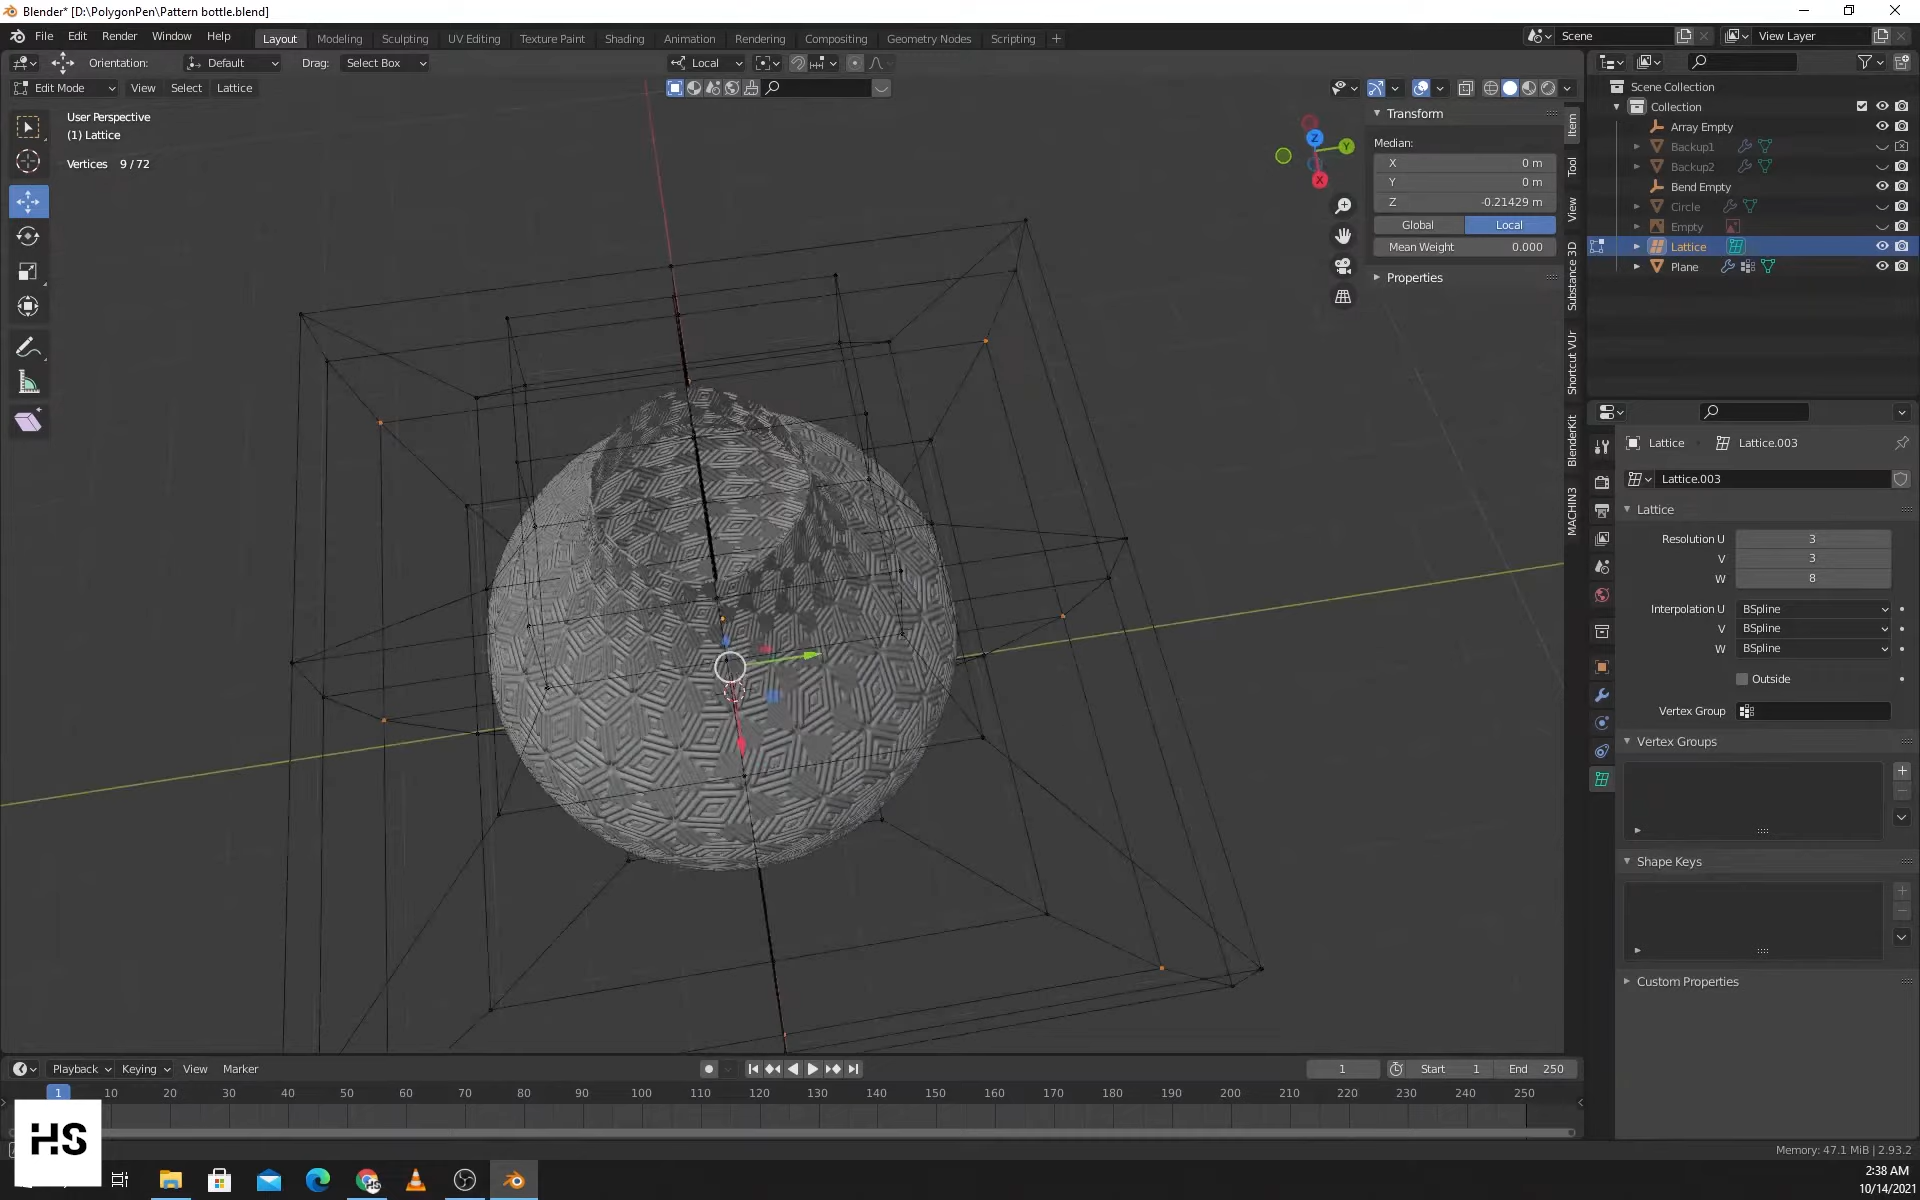 Blender* [D:\PolygonPen\Pattern bottle.blend]
File Edit Render Window Help Layout Modeling Sculpting UV Editing Texture Paint Shading Animation Rendering Compositing Geometry Nodes Scripting + Scene View Layer
Orientation: Default Drag: Select Box Local
Edit Mode View Select Lattice
User Perspective
(1) Lattice
Vertices 9/72
Transform
Median:
X 0 m
Y 0 m
Z -0.21429 m
Global Local
Mean Weight 0.000
Properties
Item
Tool
View
Substance 3D
Shortcut VUr
BlenderKit
MACHIN3
Z
Y
X
Scene Collection
Collection
Array Empty
Backup1
Backup2
Bend Empty
Circle
Empty
Lattice
Plane
Lattice Lattice.003
Lattice.003
Lattice
Resolution U 3
V 3
W 8
Interpolation U BSpline
V BSpline
W BSpline
Outside
Vertex Group
Vertex Groups
Shape Keys
Custom Properties
Playback Keying View Marker 1 Start 1 End 250
1 10 20 30 40 50 60 70 80 90 100 110 120 130 140 150 160 170 180 190 200 210 220 230 240 250
HS
Memory: 47.1 MiB | 2.93.2
2:38 AM
10/14/2021